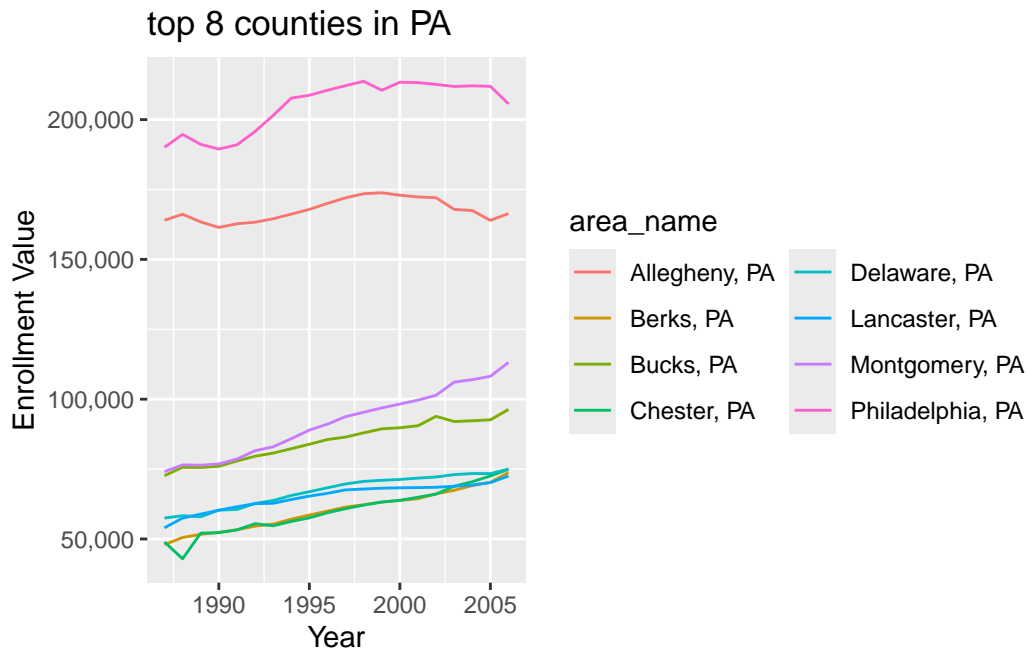 top 8 counties in PA
Enrollment Value
200,000
150,000
100,000
50,000
1990 1995 2000 2005
Year
area_name
Allegheny, PA Delaware, PA
Berks, PA Lancaster, PA
Bucks, PA Montgomery, PA
Chester, PA Philadelphia, PA